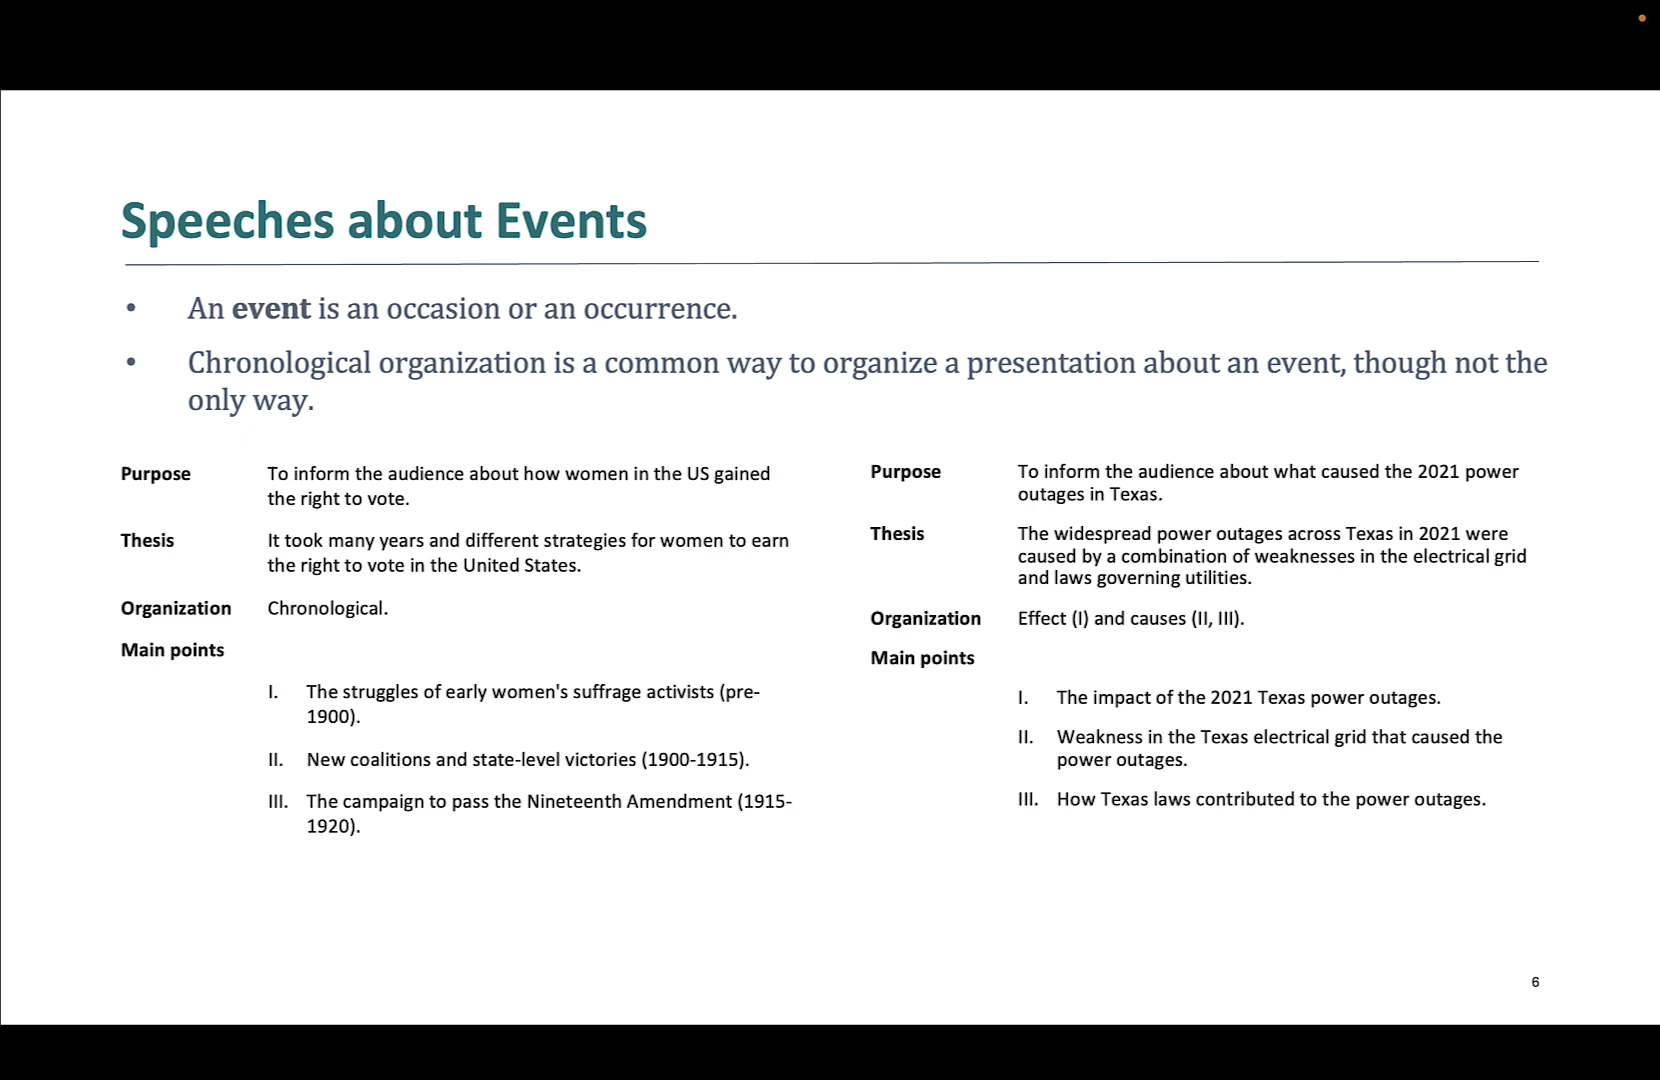 Speeches about Events
• An event is an occasion or an occurrence.
• Chronological organization is a common way to organize a presentation about an event, though not the
only way.
Purpose To inform the audience about how women in the US gained
the right to vote.
Thesis It took many years and different strategies for women to earn
the right to vote in the United States.
Organization Chronological.
Main points
I. The struggles of early women's suffrage activists (pre-
1900).
II. New coalitions and state-level victories (1900-1915).
III. The campaign to pass the Nineteenth Amendment (1915-
1920).
Purpose To inform the audience about what caused the 2021 power
outages in Texas.
Thesis The widespread power outages across Texas in 2021 were
caused by a combination of weaknesses in the electrical grid
and laws governing utilities.
Organization Effect (I) and causes (II, III).
Main points
I. The impact of the 2021 Texas power outages.
II. Weakness in the Texas electrical grid that caused the
power outages.
III. How Texas laws contributed to the power outages.
6